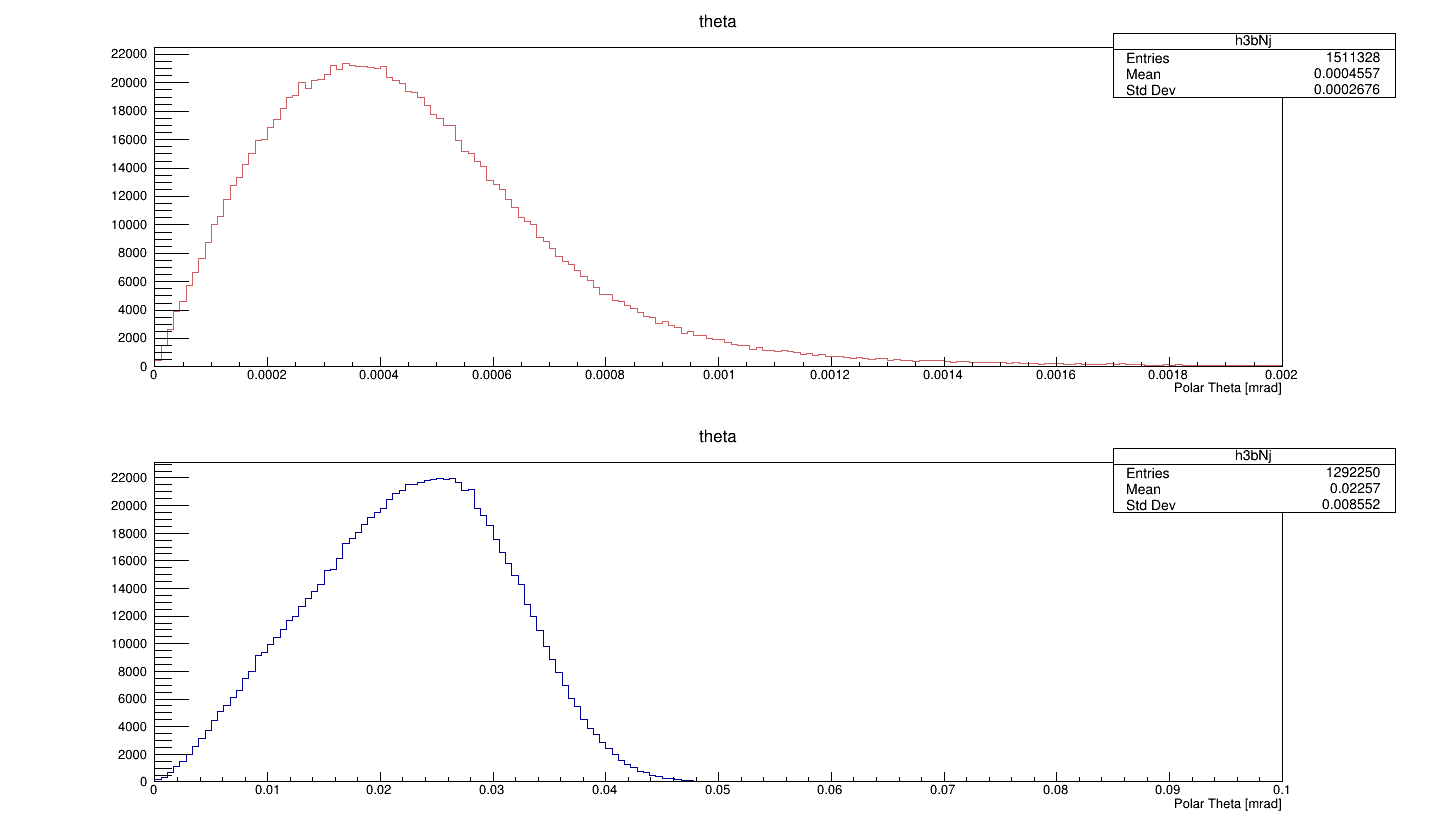 theta
h3bNj
Entries 1511328
Mean 0.0004557
Std Dev 0.0002676
22000
20000
18000
16000
14000
12000
10000
8000
6000
4000
2000
0
0 0.0002 0.0004 0.0006 0.0008 0.001 0.0012 0.0014 0.0016 0.0018 0.002
Polar Theta [mrad]
theta
h3bNj
Entries 1292250
Mean 0.02257
Std Dev 0.008552
22000
20000
18000
16000
14000
12000
10000
8000
6000
4000
2000
0
0 0.01 0.02 0.03 0.04 0.05 0.06 0.07 0.08 0.09 0.1
Polar Theta [mrad]